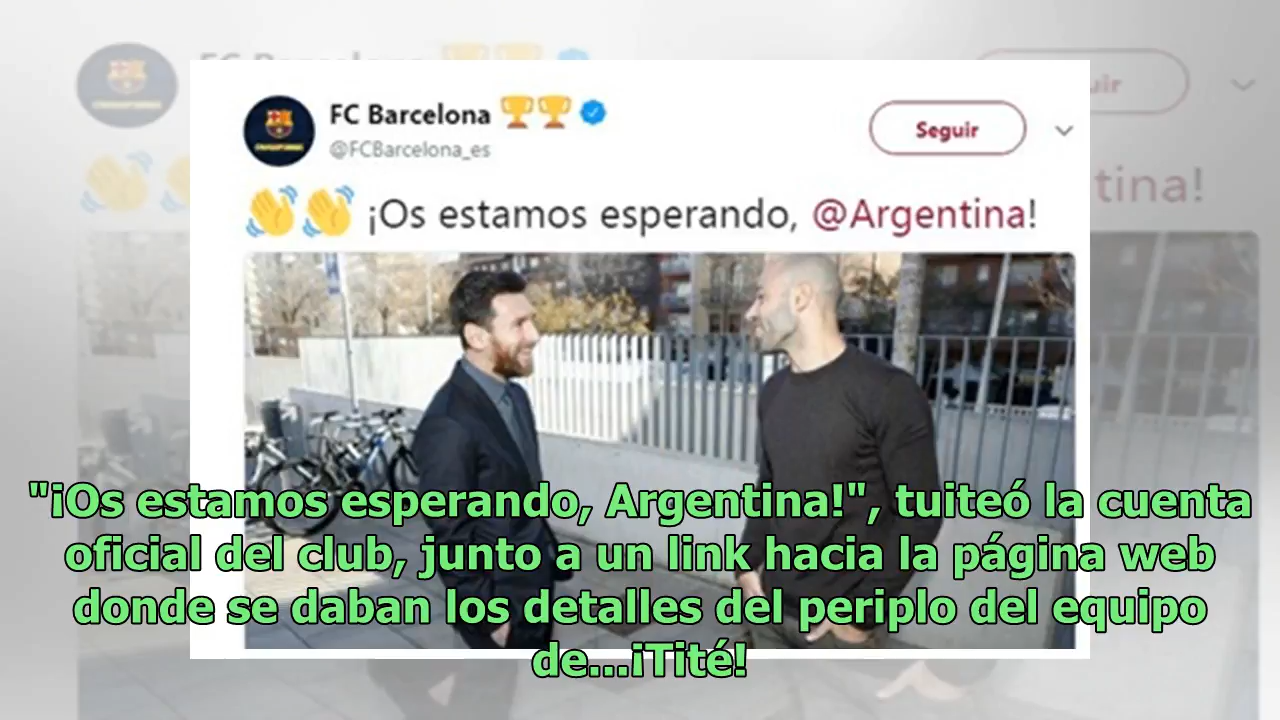 FC Barcelona
@FCBarcelona_es
Seguir
¡Os estamos esperando, @Argentina!
"¡Os estamos esperando, Argentina!", tuiteó la cuenta
oficial del club, junto a un link hacia la página web
donde se daban los detalles del periplo del equipo
de...¡Tité!